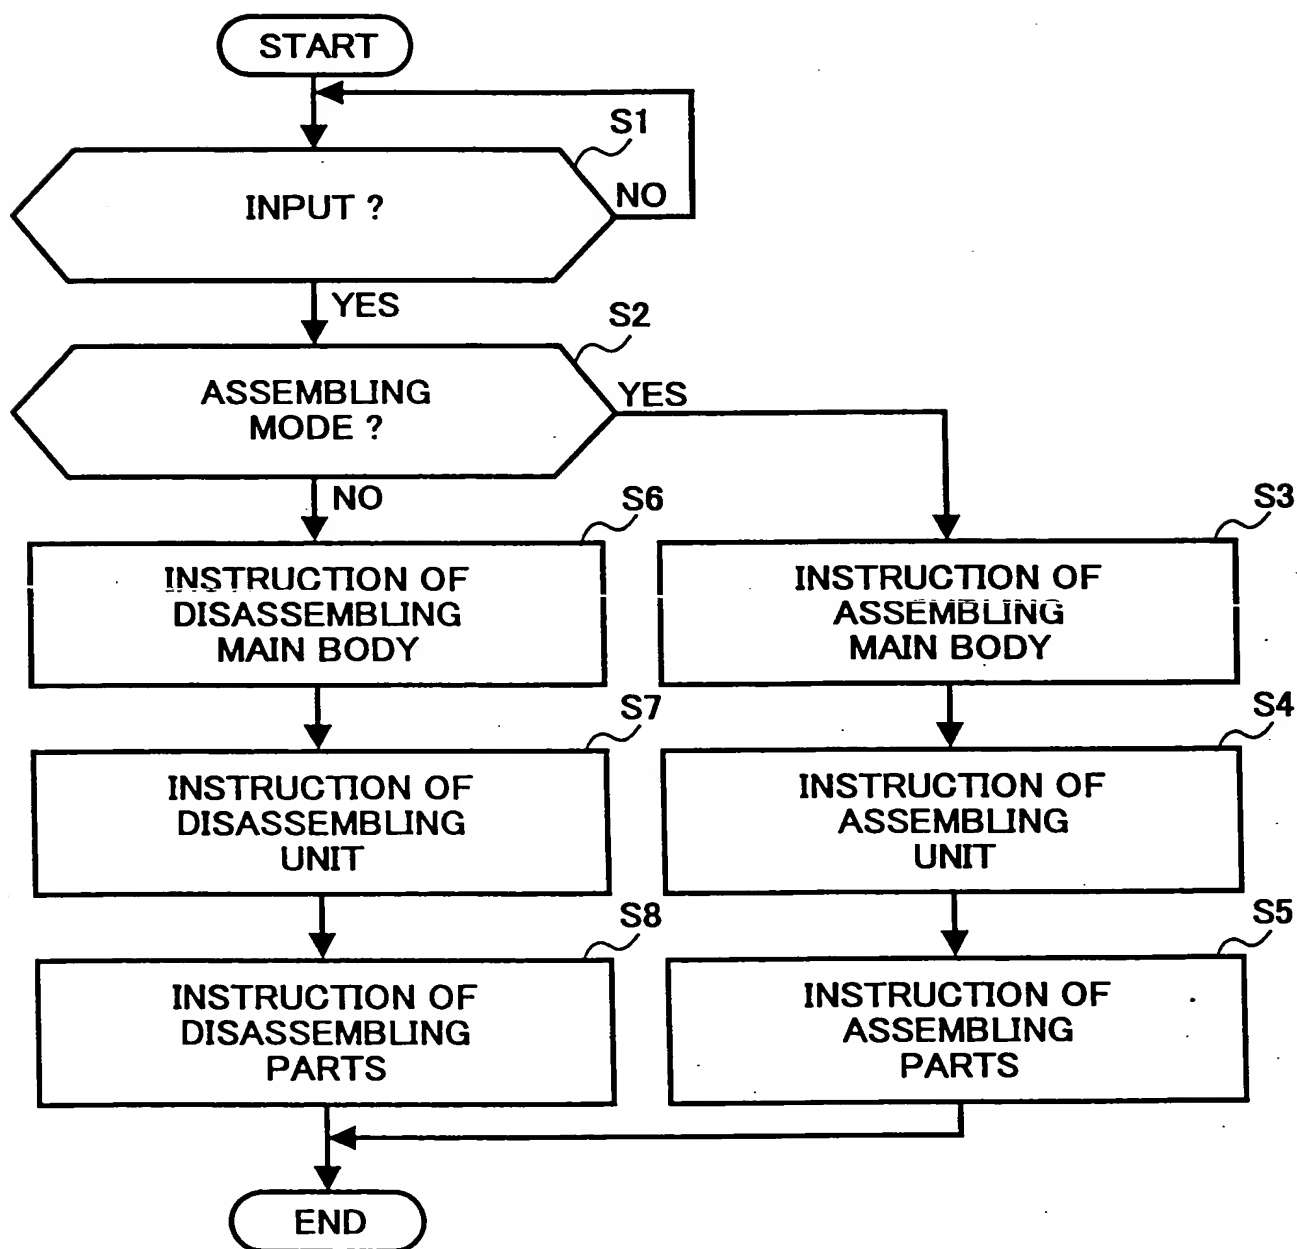 START
S1
INPUT ?
NO
YES
S2
ASSEMBLING
MODE ?
YES
NO
S6
INSTRUCTION OF
DISASSEMBLING
MAIN BODY
S3
INSTRUCTION OF
ASSEMBLING
MAIN BODY
S7
INSTRUCTION OF
DISASSEMBLING
UNIT
S4
INSTRUCTION OF
ASSEMBLING
UNIT
S8
INSTRUCTION OF
DISASSEMBLING
PARTS
S5
INSTRUCTION OF
ASSEMBLING
PARTS
END